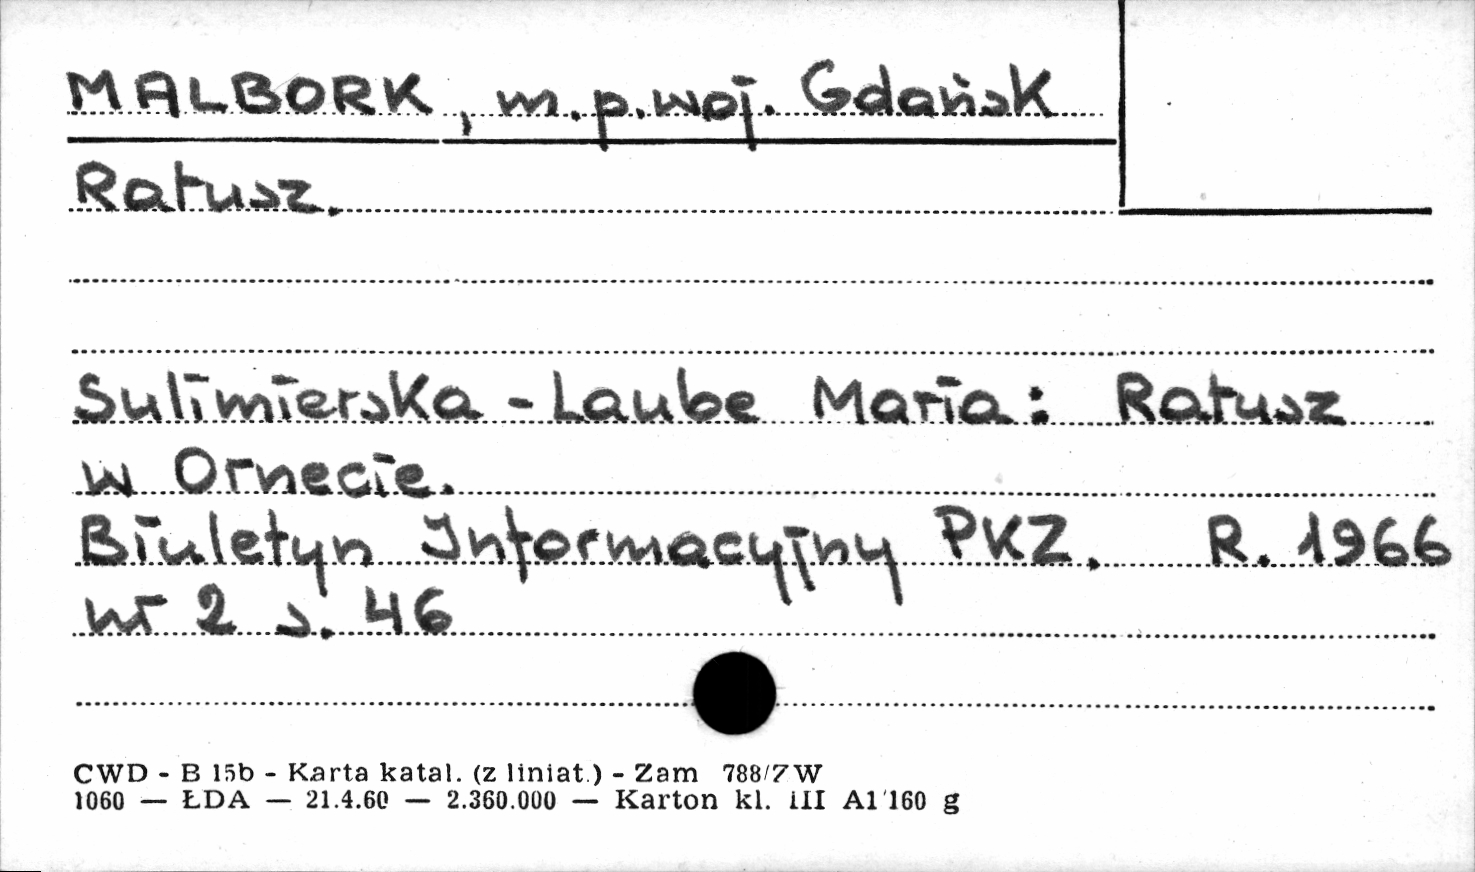 MALBORK, m.p. woj. Gdańsk
Ratusz.
Sulimierska-Laube Maria: Ratusz
w Ornecie.
Biuletyn Informacyjny PKZ. R. 1966
nr 2 s. 46
CWD - B 15b - Karta katal. (z liniat.) - Zam 788/ZW
1060 — ŁDA — 21.4.60 — 2.360.000 — Karton kl. III A1 160 g